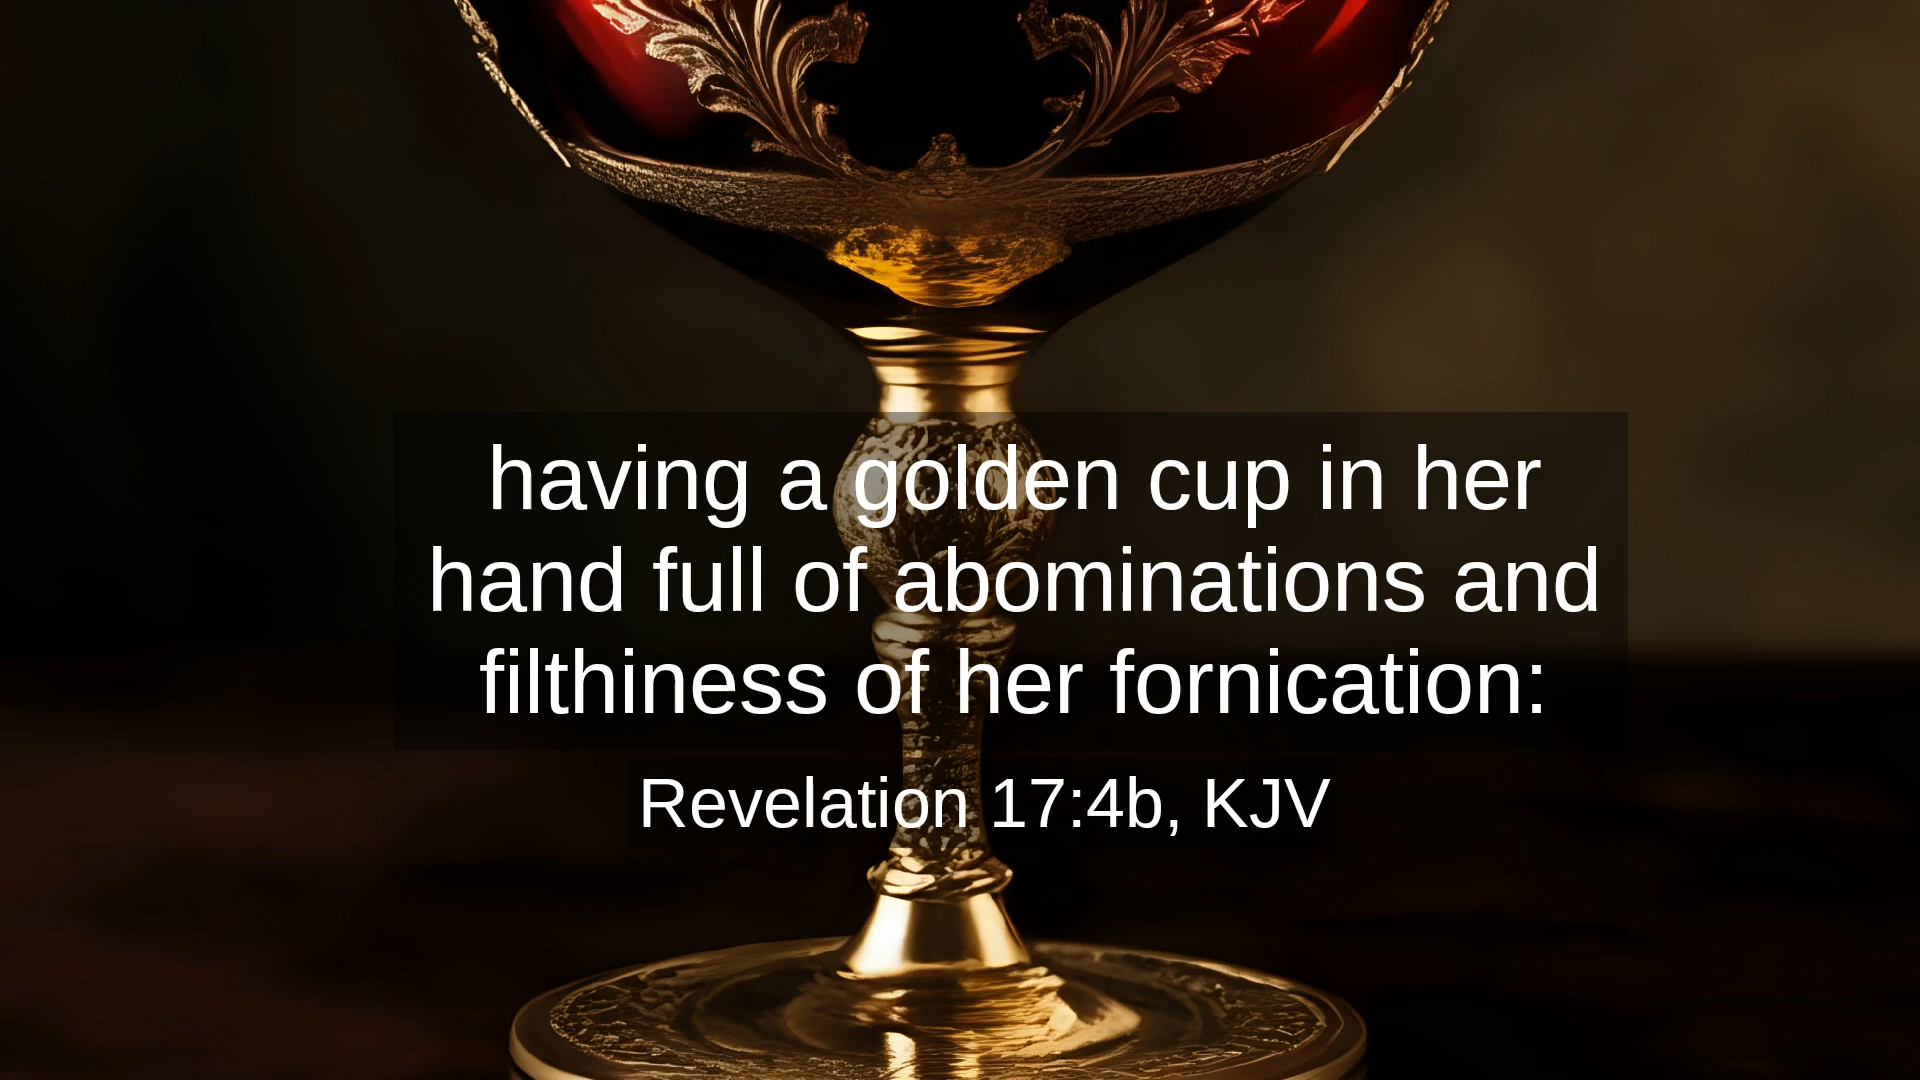 having a golden cup in her
hand full of abominations and
filthiness of her fornication:
Revelation 17:4b, KJV